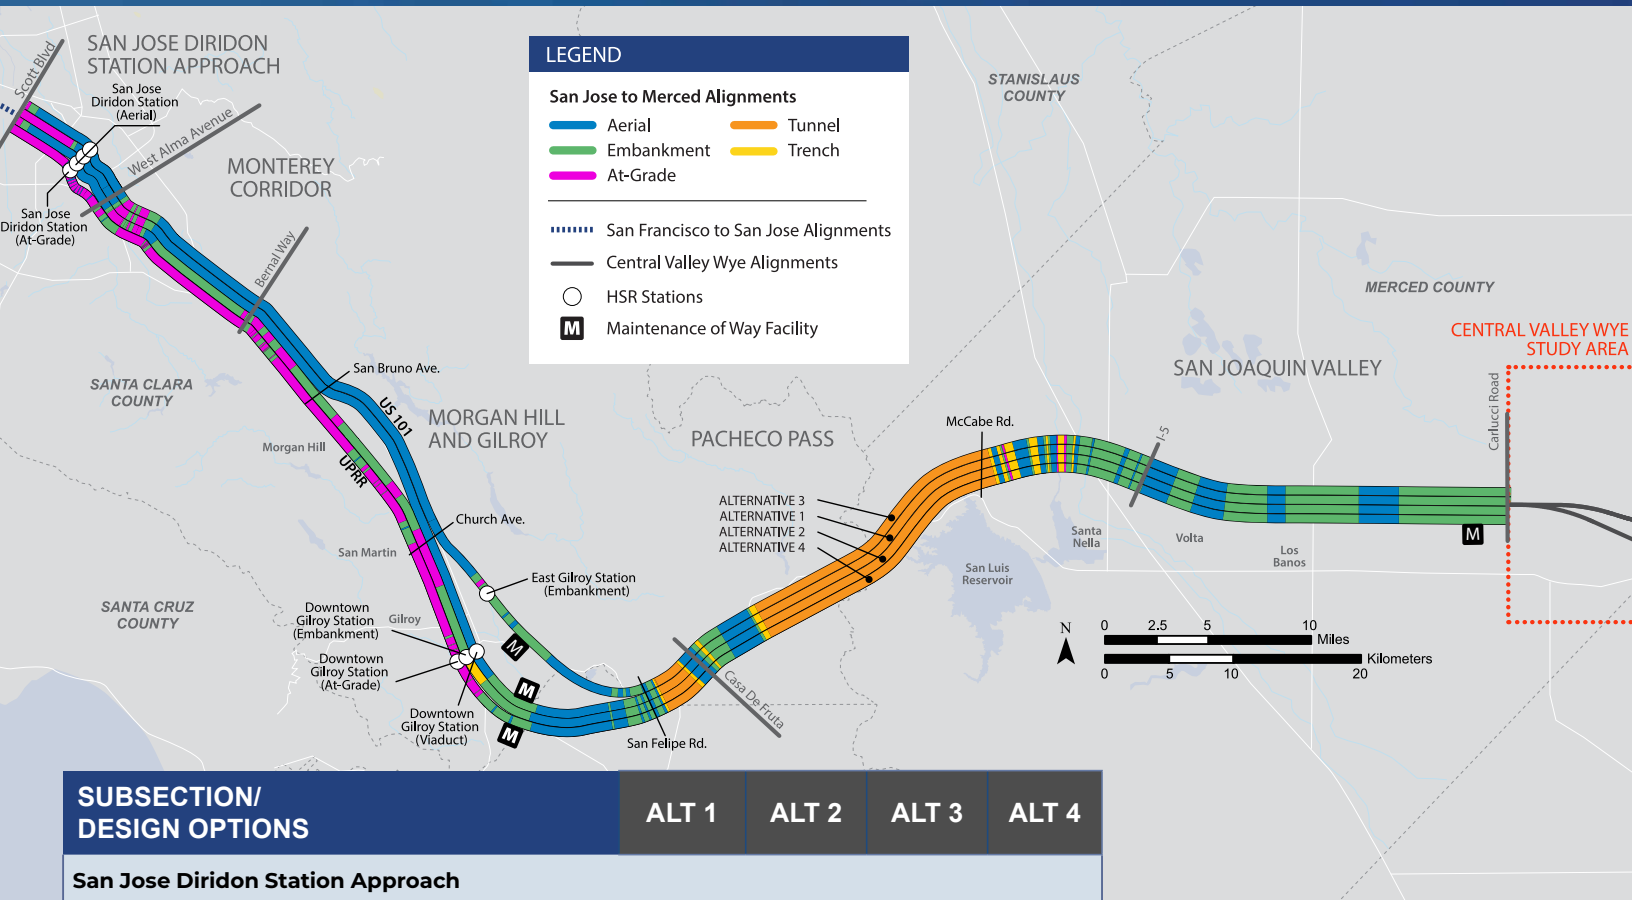 SAN JOSE DIRIDON
STATION APPROACH
Scott Blvd
San Jose
Diridon Station
(Aerial)
West Alma Avenue
MONTEREY
CORRIDOR
San Jose
Diridon Station
(At-Grade)
Bernal Way
LEGEND
San Jose to Merced Alignments
Aerial
Tunnel
Embankment
Trench
At-Grade
San Francisco to San Jose Alignments
Central Valley Wye Alignments
HSR Stations
M Maintenance of Way Facility
STANISLAUS
COUNTY
MERCED COUNTY
CENTRAL VALLEY WYE
STUDY AREA
SAN JOAQUIN VALLEY
Carlucci Road
San Bruno Ave.
SANTA CLARA
COUNTY
US 101
MORGAN HILL
AND GILROY
Morgan Hill
UPRR
PACHECO PASS
McCabe Rd.
I-5
ALTERNATIVE 3
ALTERNATIVE 1
ALTERNATIVE 2
ALTERNATIVE 4
Church Ave.
San Martin
Santa
Nella
Volta
Los
Banos
M
San Luis
Reservoir
East Gilroy Station
(Embankment)
SANTA CRUZ
COUNTY
Downtown
Gilroy Station
(Embankment)
Gilroy
M
Downtown
Gilroy Station
(At-Grade)
M
Downtown
Gilroy Station
(Viaduct)
M
San Felipe Rd.
Casa De Fruta
N
0 2.5 5 10
Miles
Kilometers
0 5 10 20
SUBSECTION/
DESIGN OPTIONS
ALT 1 ALT 2 ALT 3 ALT 4
San Jose Diridon Station Approach